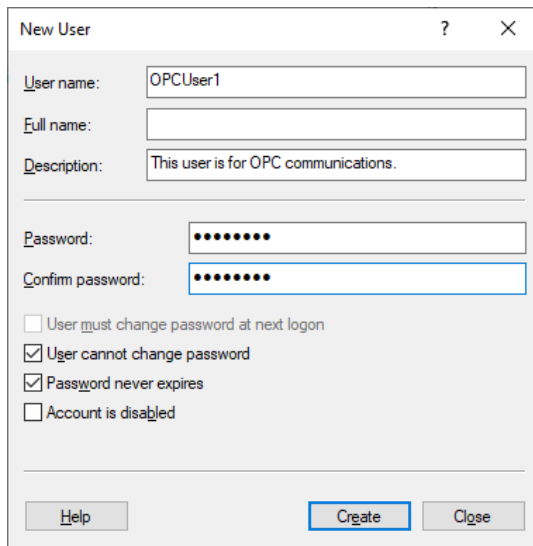 New User
?
User name: OPCUser1
Full name:
Description: This user is for OPC communications.
Password: ●●●●●●●●
Confirm password: ●●●●●●●●
User must change password at next logon
User cannot change password
Password never expires
Account is disabled
Help Create Close